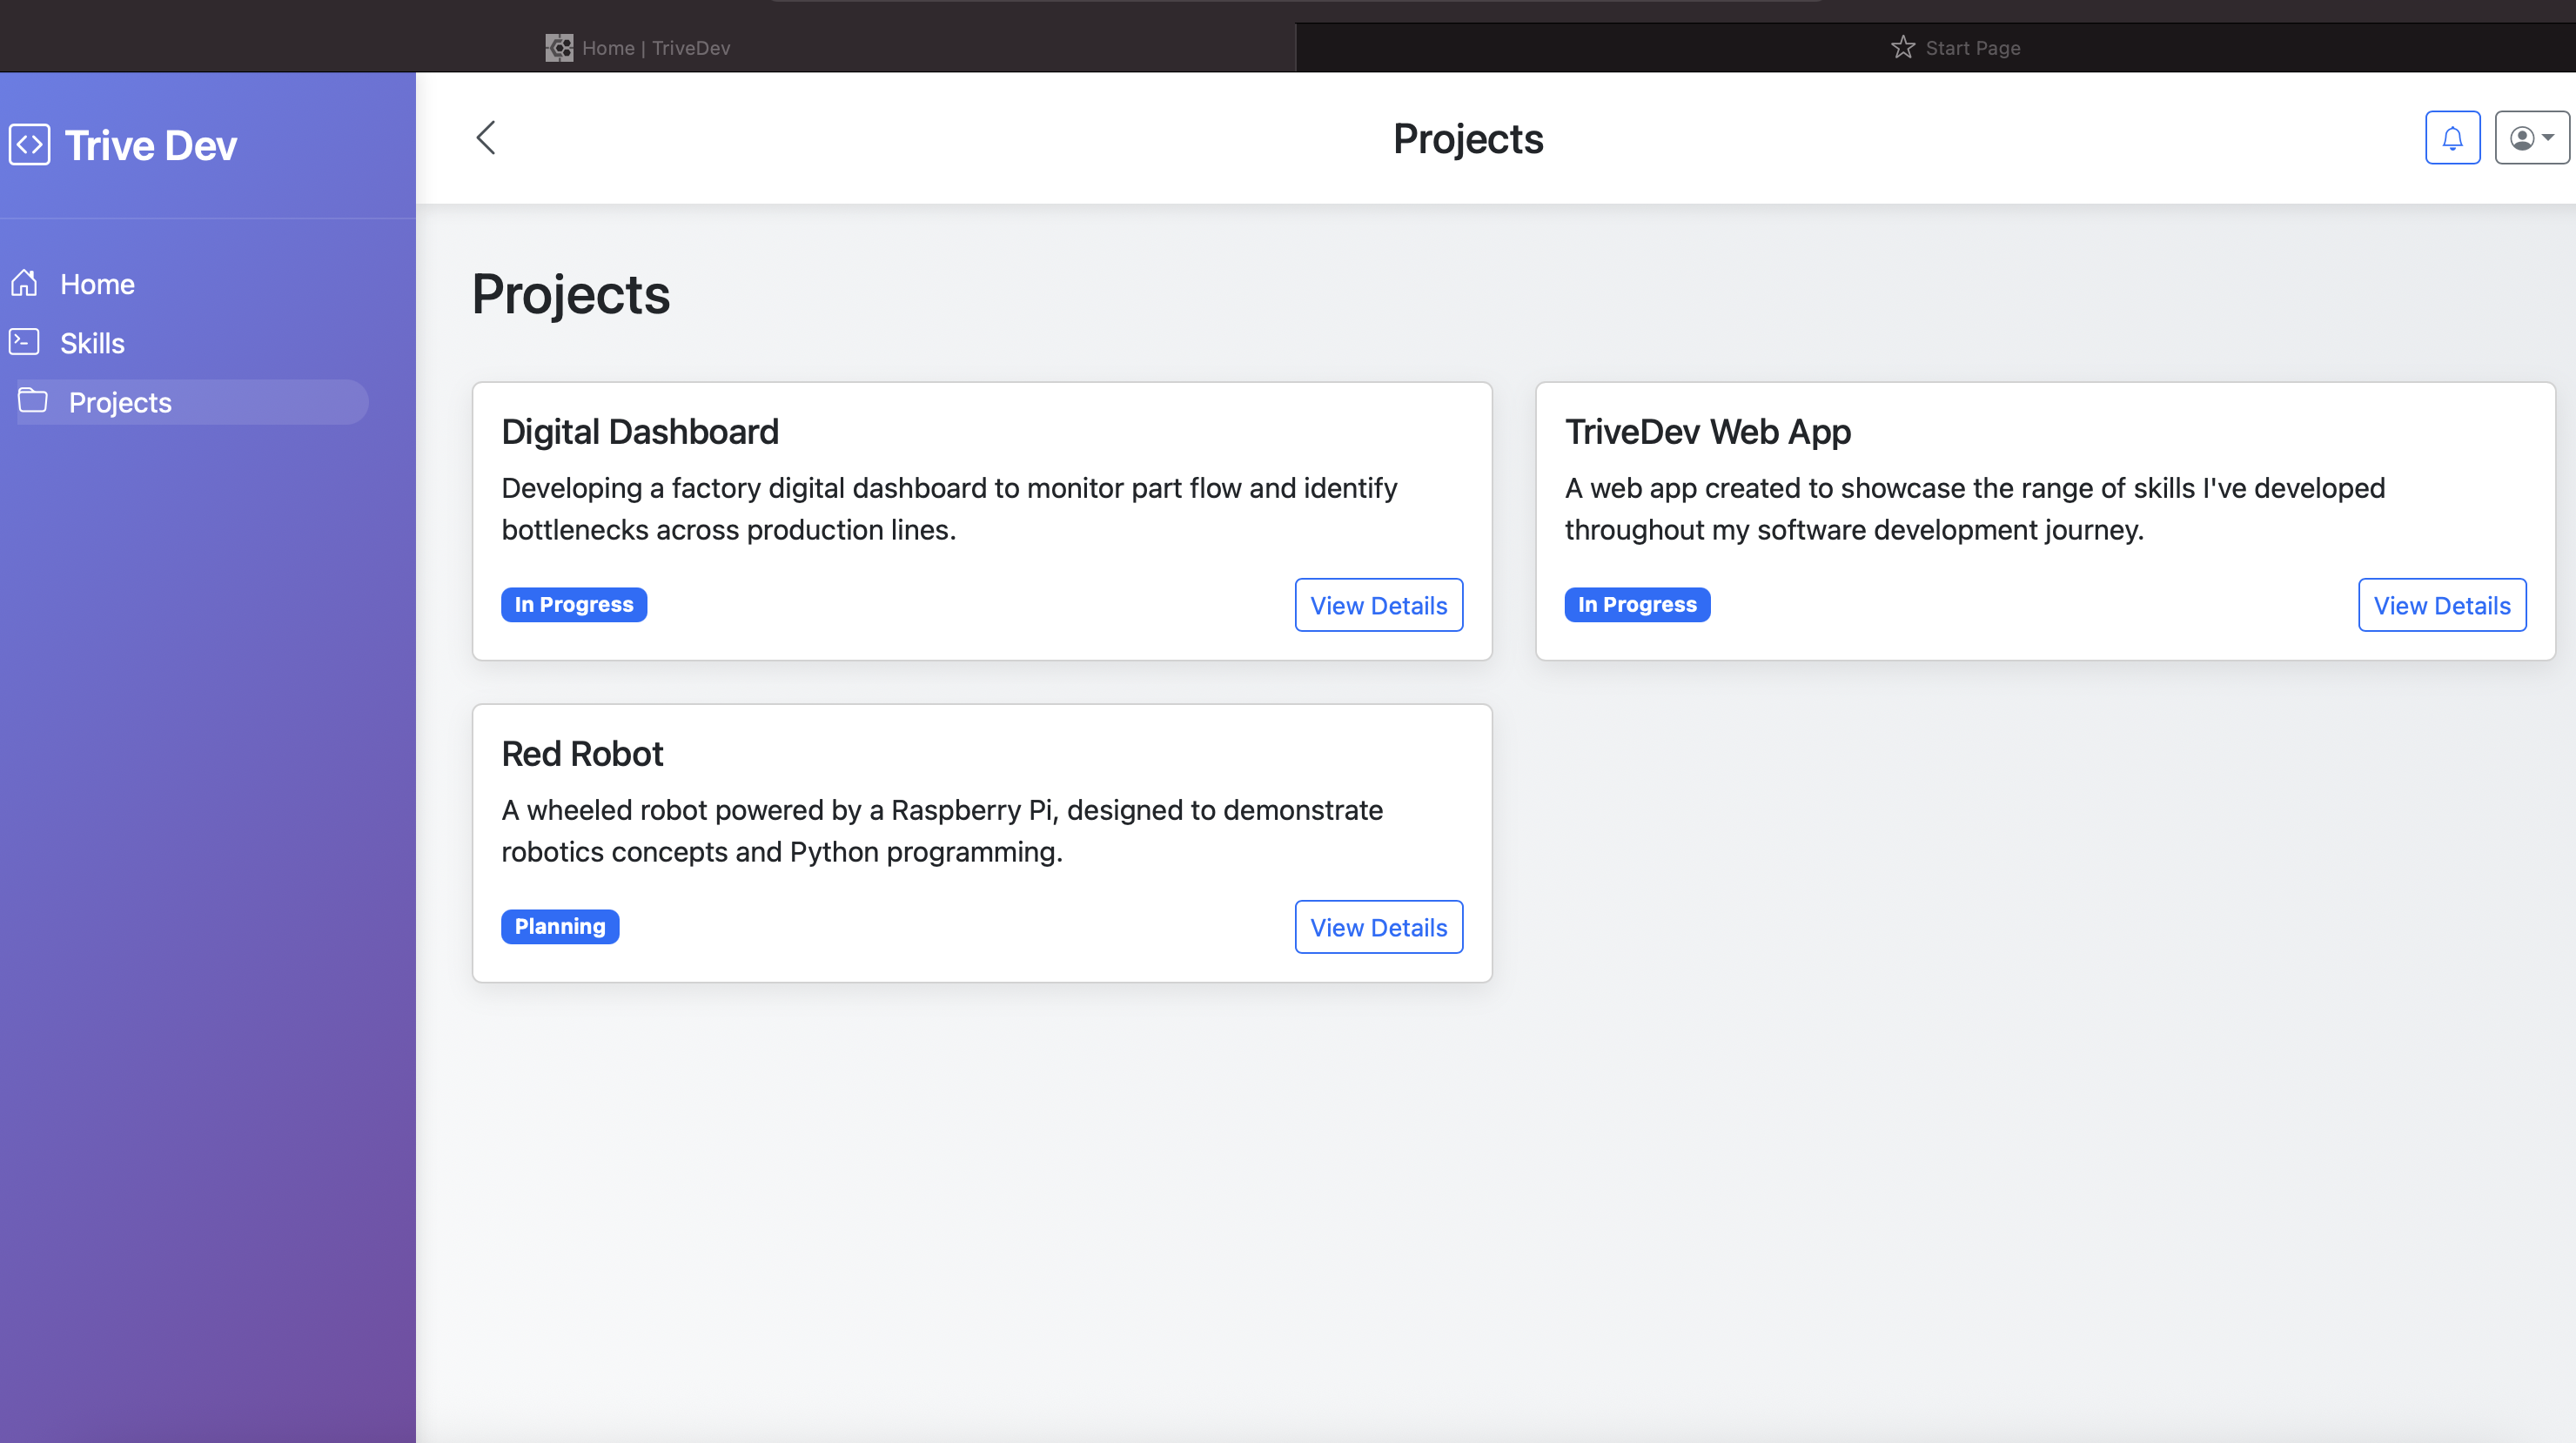 Home | TriveDev
Start Page
Trive Dev
Projects
Home
Skills
Projects
Projects
Digital Dashboard
Developing a factory digital dashboard to monitor part flow and identify
bottlenecks across production lines.
In Progress
View Details
TriveDev Web App
A web app created to showcase the range of skills I've developed
throughout my software development journey.
In Progress
View Details
Red Robot
A wheeled robot powered by a Raspberry Pi, designed to demonstrate
robotics concepts and Python programming.
Planning
View Details